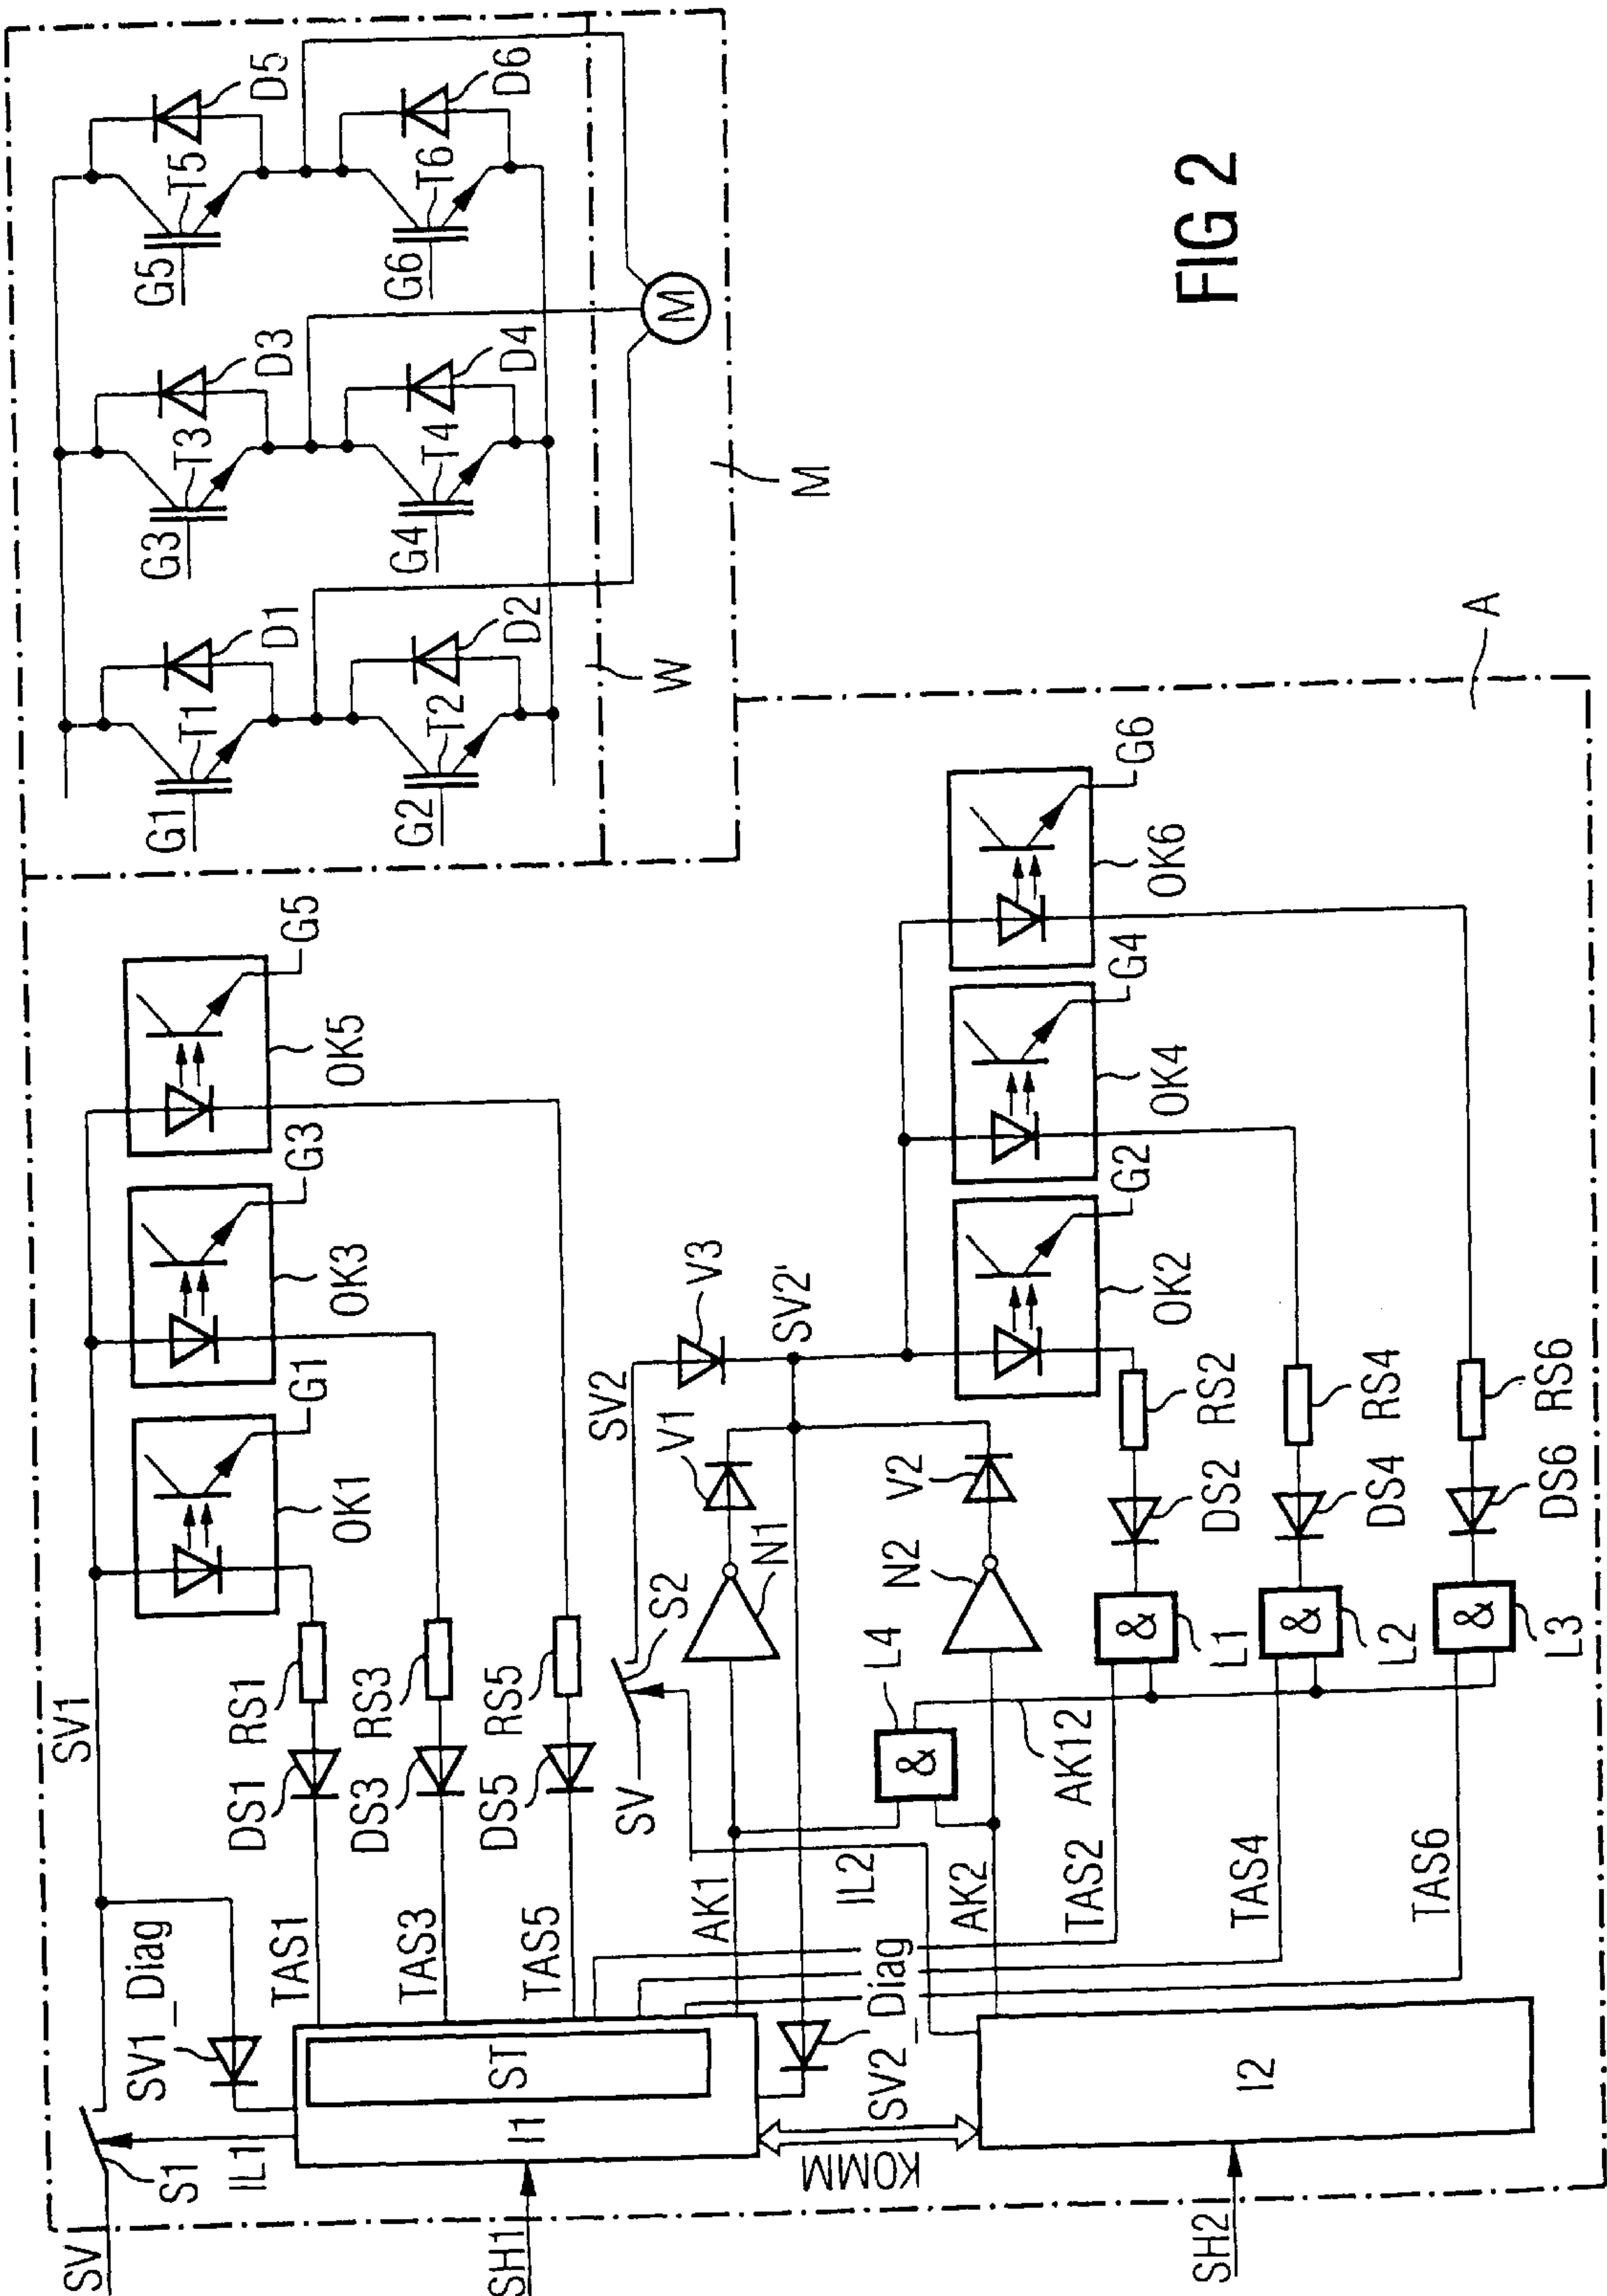 FIG 2
SV
S1
IL1
SV1_Diag
SV1
SH1
I1
ST
TAS1
TAS3
TAS5
DS1
RS1
DS3
RS3
DS5
RS5
OK1
G1
OK3
G3
OK5
G5
SV
S2
SV2
V3
SV2'
AK1
IL2
AK2
N1
V1
N2
V2
L4
&
AK12
SV2_Diag
KOMM
SH2
I2
TAS2
TAS4
TAS6
&
L1
&
L2
&
L3
DS2
RS2
DS4
RS4
DS6
RS6
OK2
G2
OK4
G4
OK6
G6
A
G1
T1
D1
G3
T3
D3
G5
T5
D5
G2
T2
D2
G4
T4
D4
G6
T6
D6
W
M
M